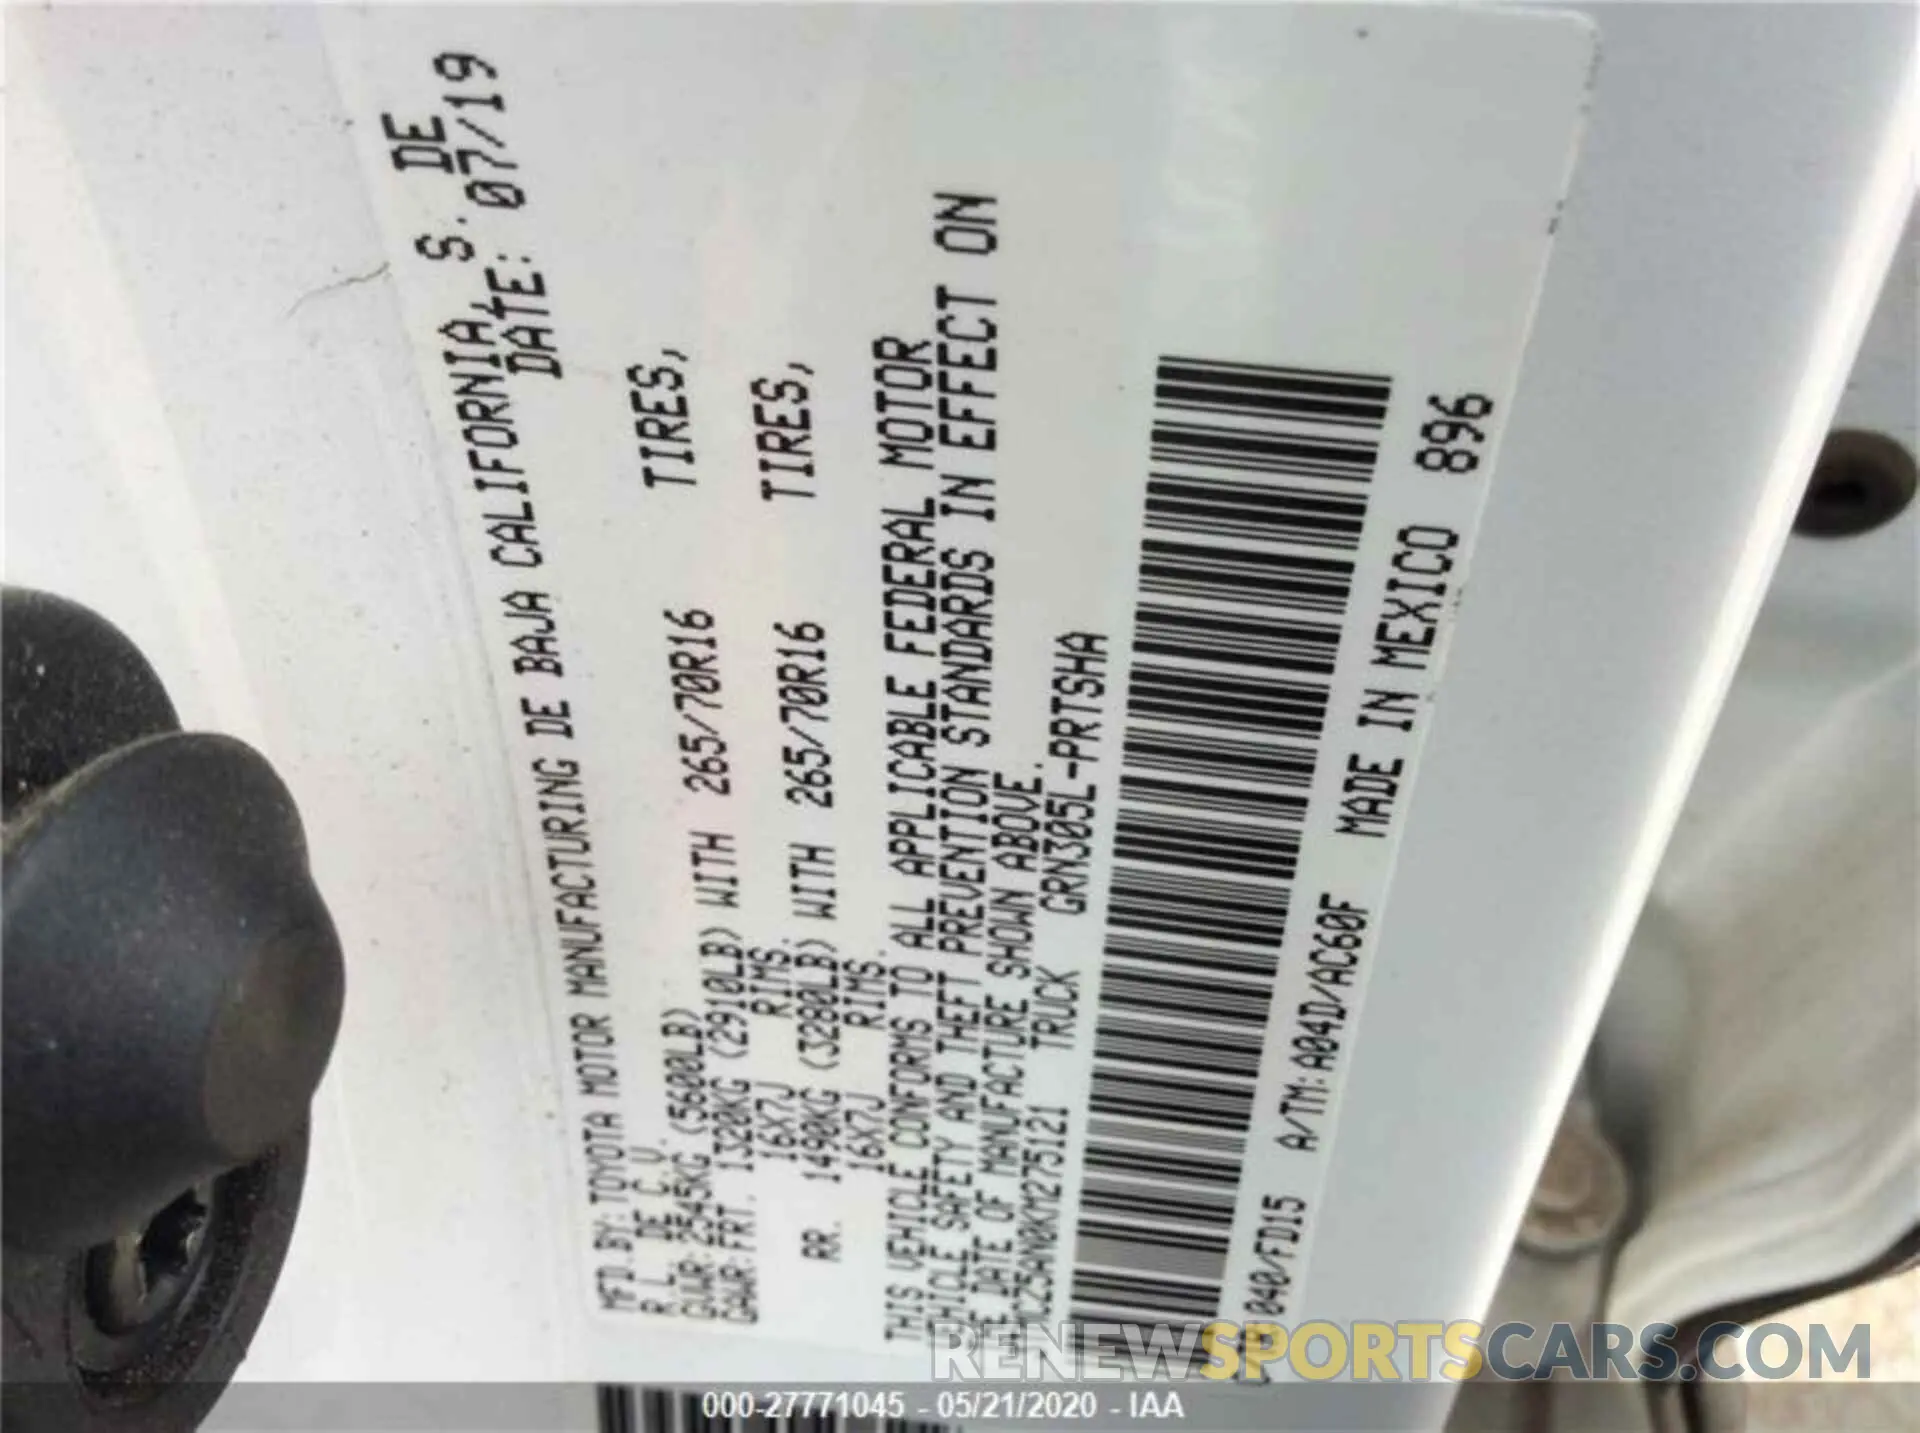 MFD.BY:TOYOTA MOTOR MANUFACTURING DE BAJA CALIFORNIA, S. DE
R.L. DE C.V. DATE: 07/19
GVWR:2545KG (5600LB)
GAWR:FRT. 1320KG (2910LB) WITH 265/70R16 TIRES,
16X7J RIMS.
RR. 1490KG (3280LB) WITH 265/70R16 TIRES,
16X7J RIMS.
THIS VEHICLE CONFORMS TO ALL APPLICABLE FEDERAL MOTOR
VEHICLE SAFETY AND THEFT PREVENTION STANDARDS IN EFFECT ON
THE DATE OF MANUFACTURE SHOWN ABOVE.
TRUCK GRN305L-PRTSHA
040/FD15 A/TM:A04D/AC60F MADE IN MEXICO 896
RENEWSPORTSCARS.COM
000-27771045 - 05/21/2020 - IAA